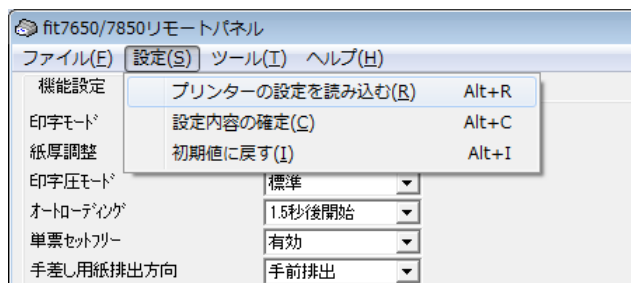 fit7650/7850リモートパネル
ファイル(F) 設定(S) ツール(T) ヘルプ(H)
機能設定
プリンターの設定を読み込む(R) Alt+R
印字ﾓｰﾄﾞ
設定内容の確定(C) Alt+C
紙厚調整
初期値に戻す(I) Alt+I
印字圧ﾓｰﾄﾞ 標準
ｵｰﾄﾛｰﾃﾞｨﾝｸﾞ 1.5秒後開始
単票ｾｯﾄﾌﾘｰ 有効
手差し用紙排出方向 手前排出